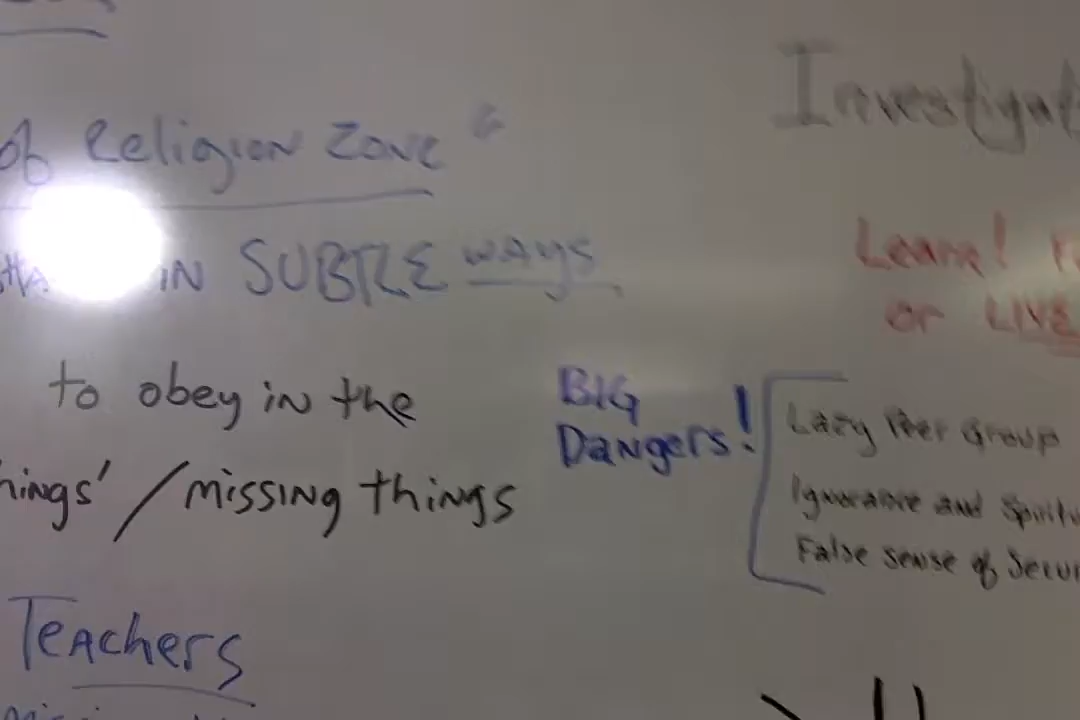 of Religion Zone
IN SUBTLE ways
to obey in the
hings' / missing things
Teachers
Investigat
Learn!
or LIVE
BIG
Dangers!
Lazy Peer Group
Ignorance and Spiritu
False sense of Secur